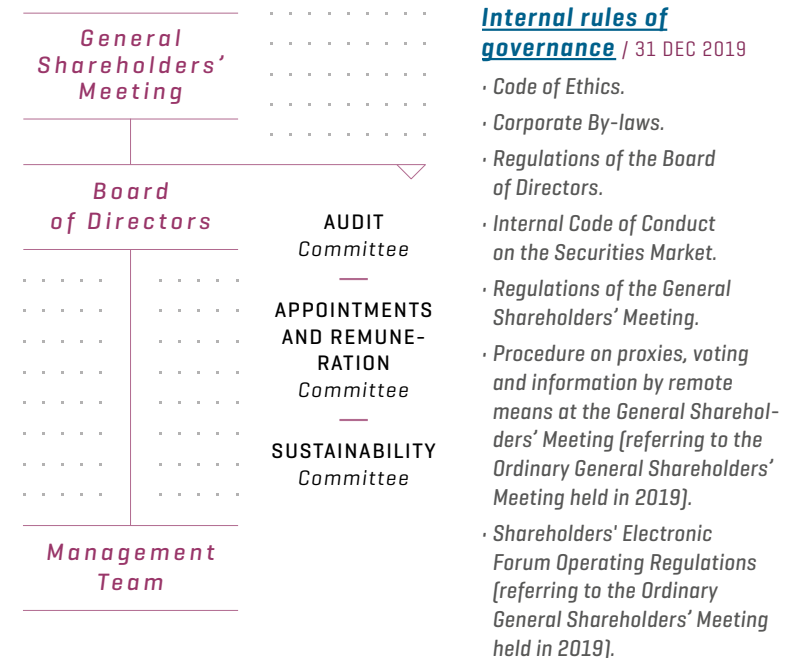 General
Shareholders’
Meeting
Board
of Directors
AUDIT
Committee
APPOINTMENTS
AND REMUNE-
RATION
Committee
SUSTAINABILITY
Committee
Management
Team
Internal rules of
governance / 31 DEC 2019
· Code of Ethics.
· Corporate By-laws.
· Regulations of the Board
of Directors.
· Internal Code of Conduct
on the Securities Market.
· Regulations of the General
Shareholders’ Meeting.
· Procedure on proxies, voting
and information by remote
means at the General Sharehol-
ders’ Meeting (referring to the
Ordinary General Shareholders’
Meeting held in 2019).
· Shareholders' Electronic
Forum Operating Regulations
(referring to the Ordinary
General Shareholders’ Meeting
held in 2019).